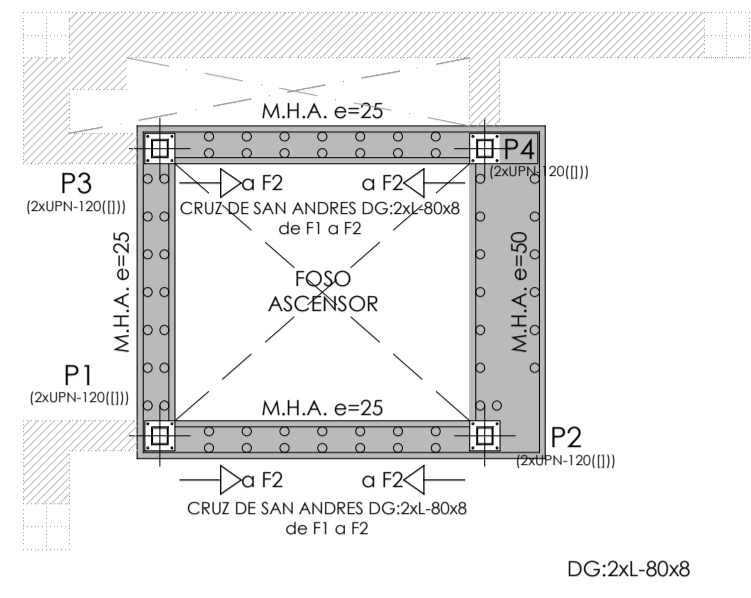 M.H.A. e=25
P4
(2xUPN-120([]))
P3
(2xUPN-120([]))
a F2
a F2
CRUZ DE SAN ANDRES DG:2xL-80x8
de F1 a F2
M.H.A. e=25
FOSO
ASCENSOR
M.H.A. e=50
P1
(2xUPN-120([]))
M.H.A. e=25
P2
(2xUPN-120([]))
a F2
a F2
CRUZ DE SAN ANDRES DG:2xL-80x8
de F1 a F2
DG:2xL-80x8